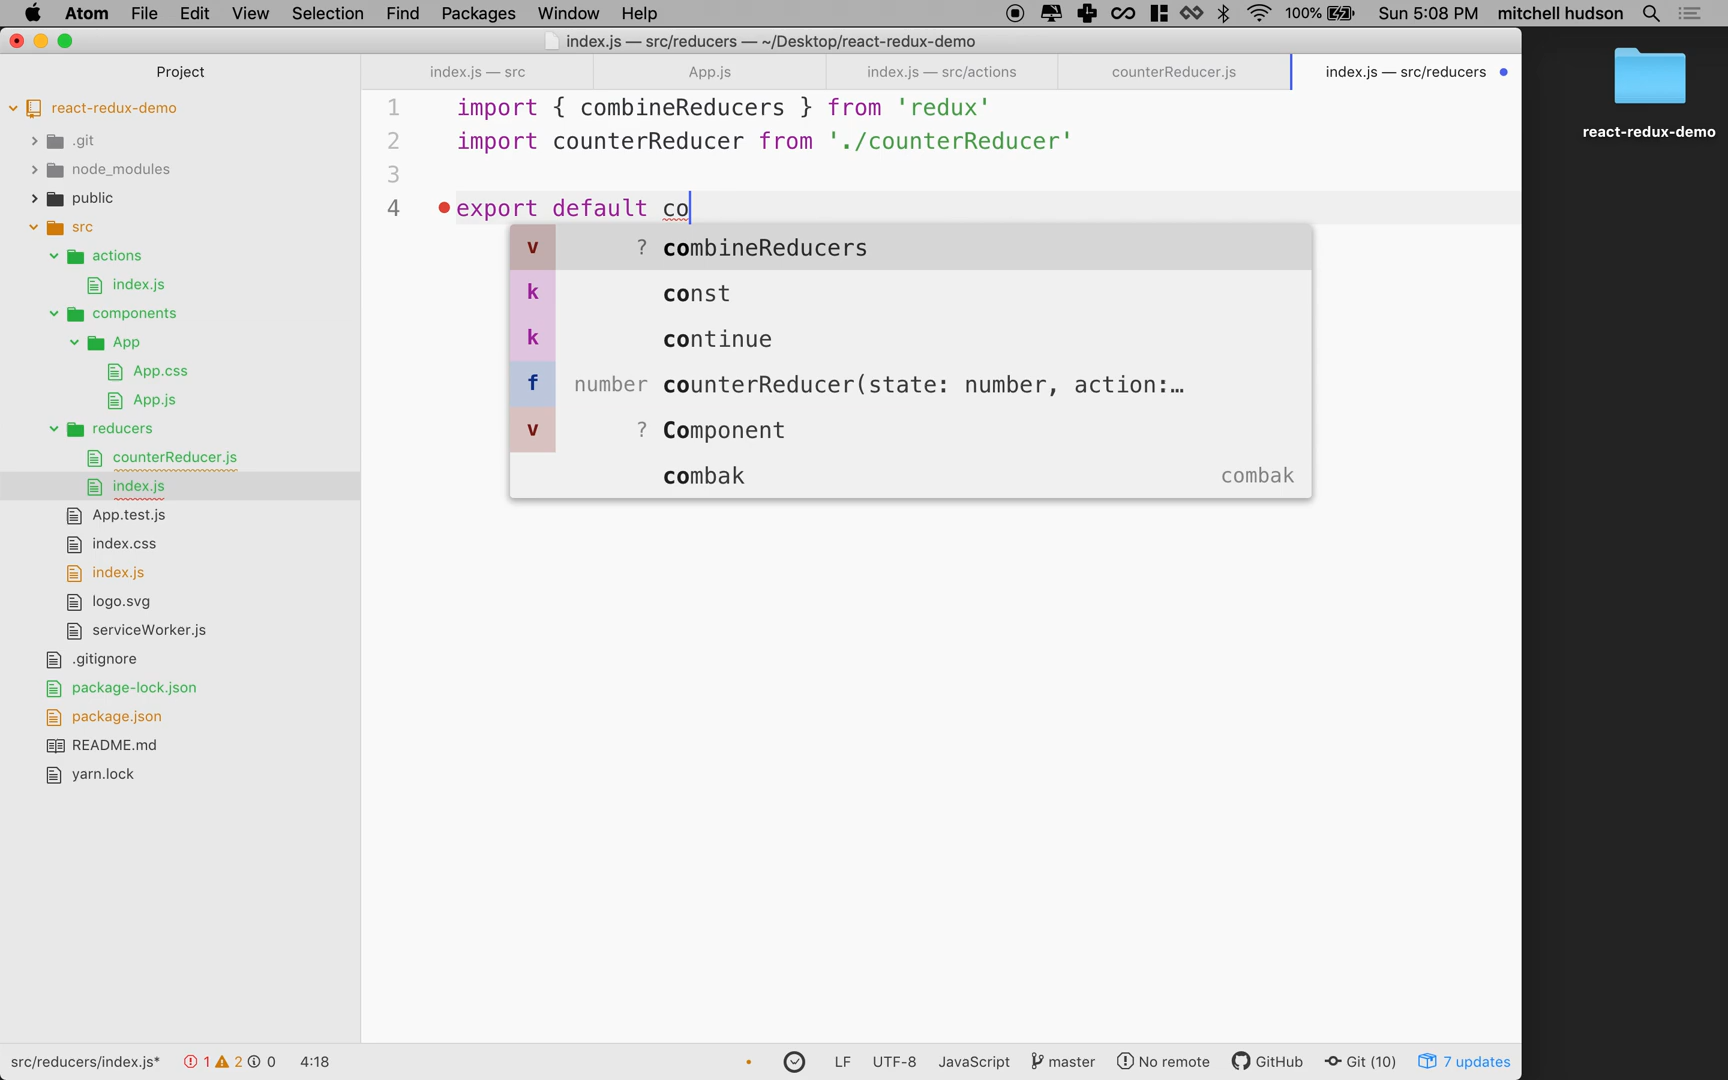 Atom File Edit View Selection Find Packages Window Help 100% Sun 5:08 PM mitchell hudson
index.js — src/reducers — ~/Desktop/react-redux-demo
Project
index.js — src App.js index.js — src/actions counterReducer.js index.js — src/reducers
react-redux-demo
.git
node_modules
public
src
actions
index.js
components
App
App.css
App.js
reducers
counterReducer.js
index.js
App.test.js
index.css
index.js
logo.svg
serviceWorker.js
.gitignore
package-lock.json
package.json
README.md
yarn.lock
1 import { combineReducers } from 'redux'
2 import counterReducer from './counterReducer'
3
4 export default co
v ? combineReducers
k const
k continue
f number counterReducer(state: number, action:…
v ? Component
combak combak
react-redux-demo
src/reducers/index.js* 1 2 0 4:18 LF UTF-8 JavaScript master No remote GitHub Git (10) 7 updates